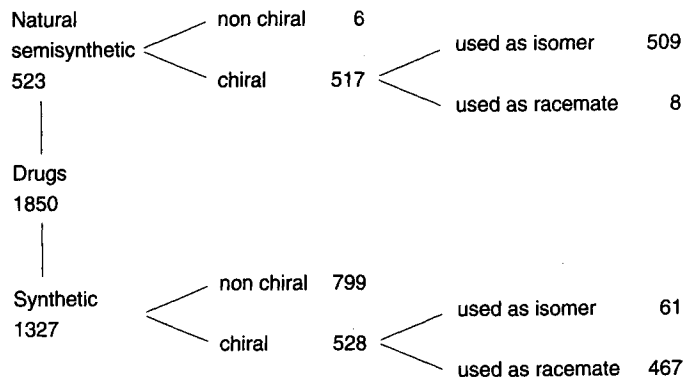 Natural
semisynthetic
523
non chiral 6
chiral 517
used as isomer 509
used as racemate 8
Drugs
1850
Synthetic
1327
non chiral 799
chiral 528
used as isomer 61
used as racemate 467